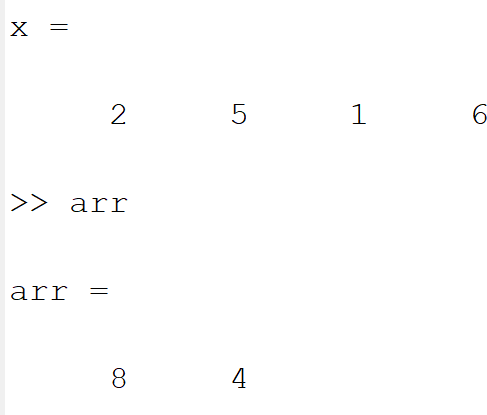 x =
2 5 1 6
>> arr
arr =
8 4